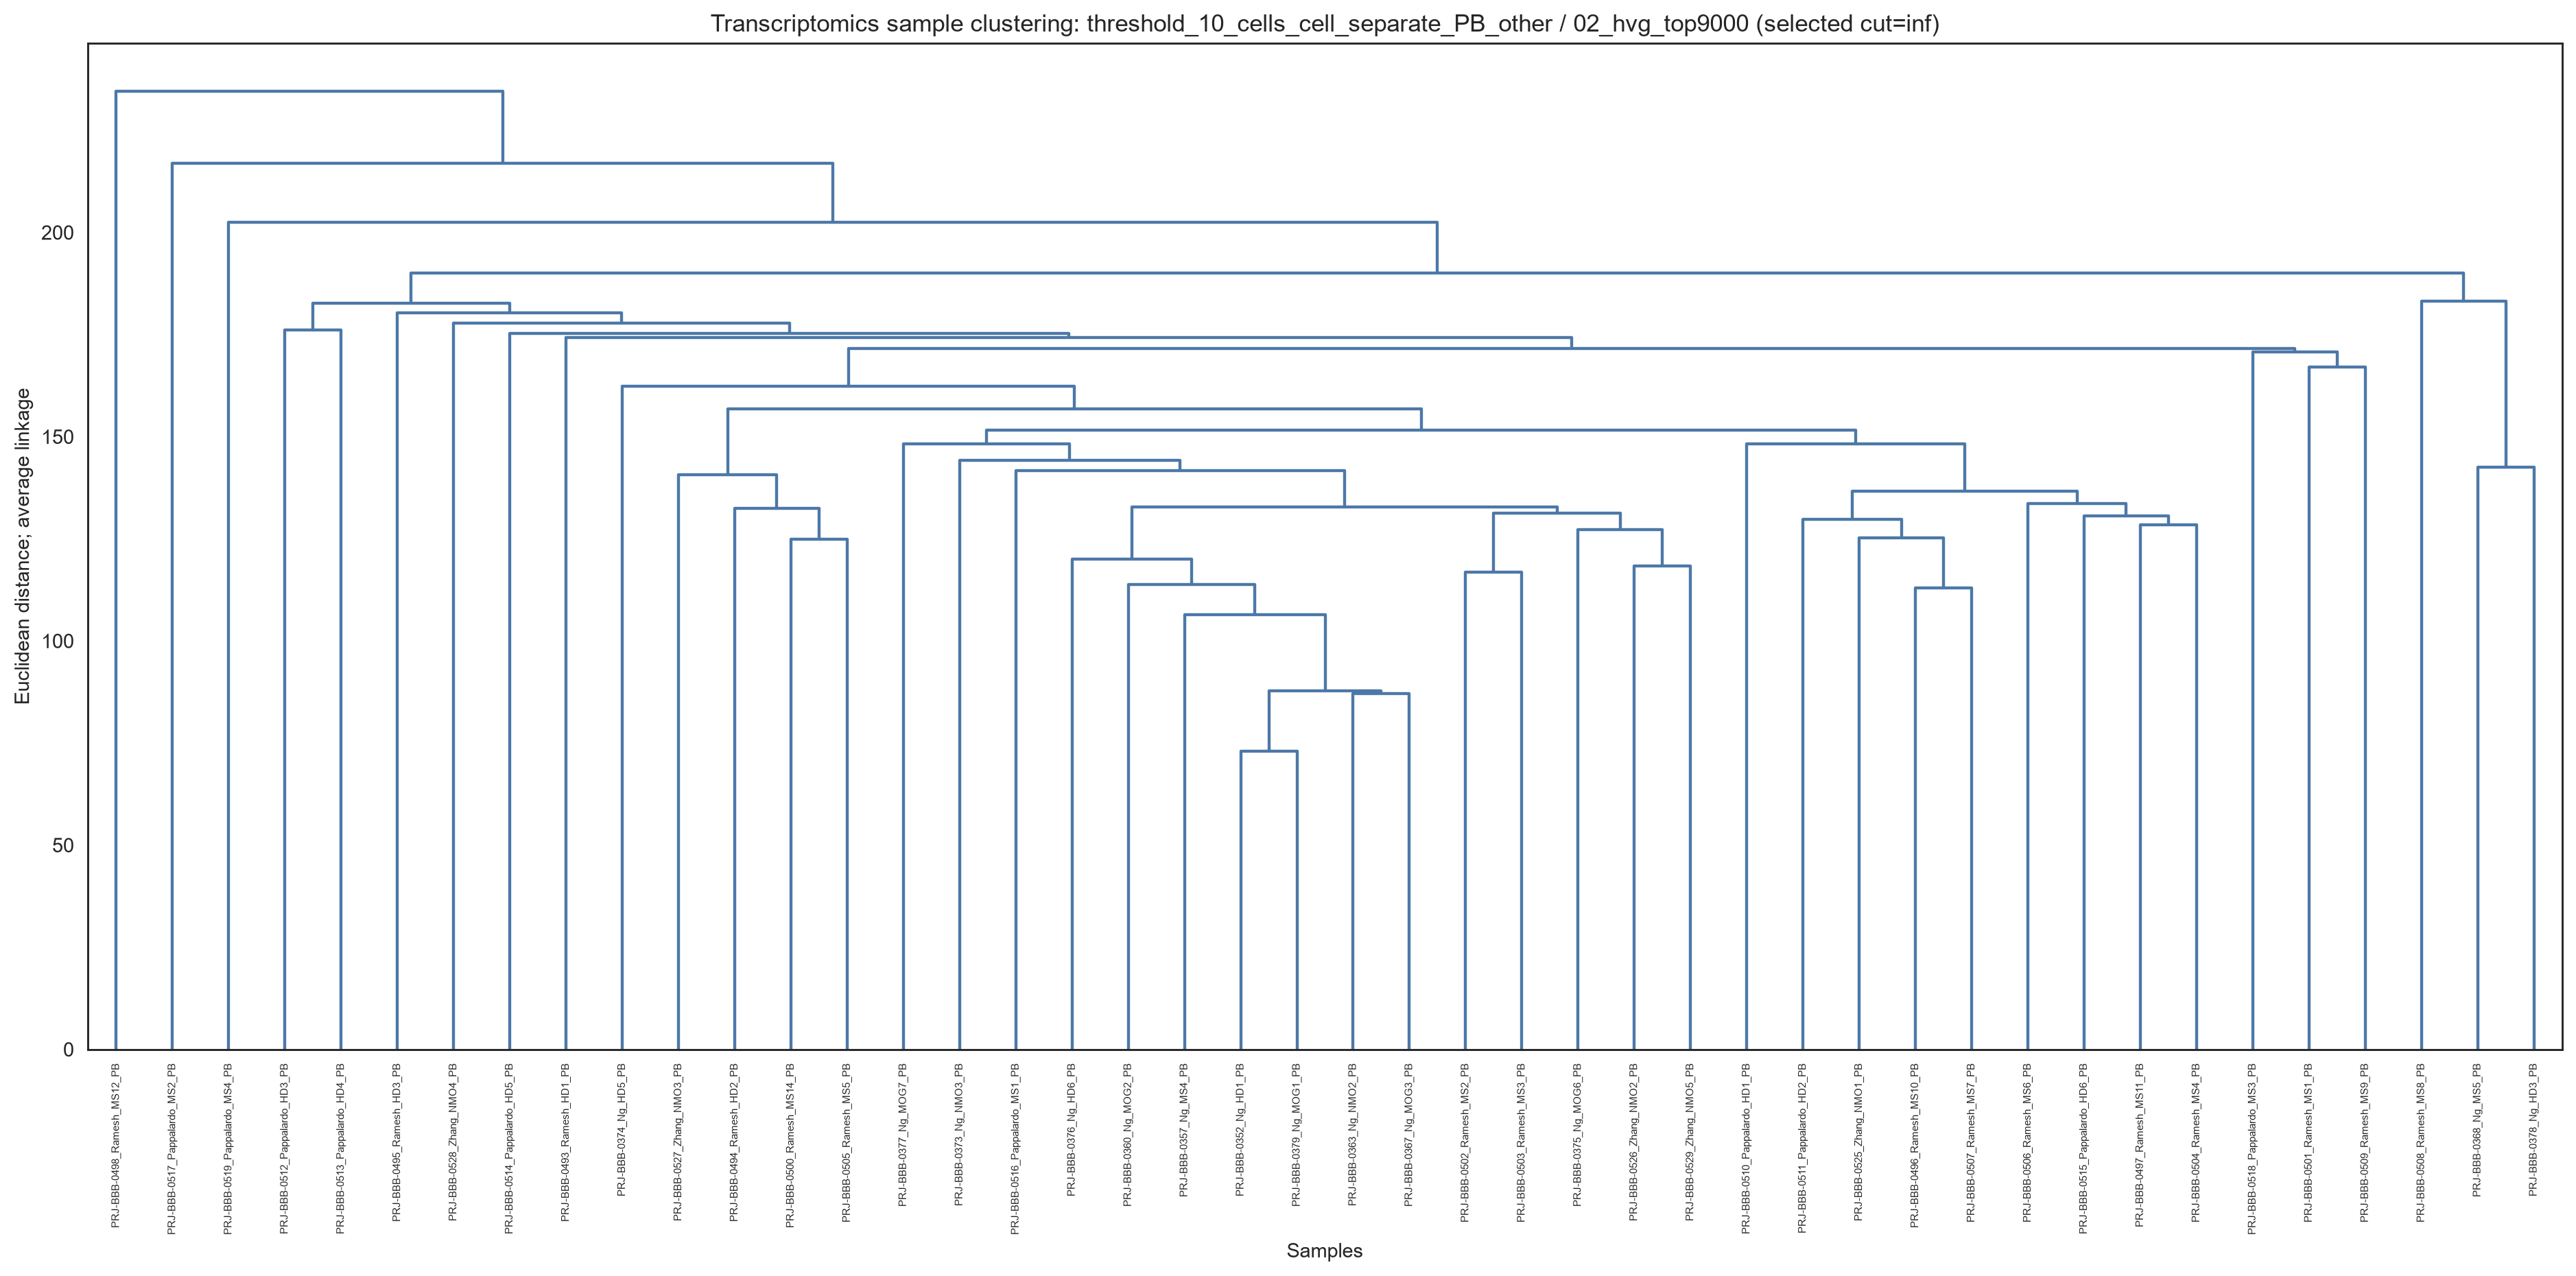 Transcriptomics sample clustering: threshold_10_cells_cell_separate_PB_other / 02_hvg_top9000 (selected cut=inf)
Euclidean distance; average linkage
200
150
100
50
0
PRJ-BBB-0498_Ramesh_MS12_PB
PRJ-BBB-0517_Pappalardo_MS2_PB
PRJ-BBB-0519_Pappalardo_MS4_PB
PRJ-BBB-0512_Pappalardo_HD3_PB
PRJ-BBB-0513_Pappalardo_HD4_PB
PRJ-BBB-0495_Ramesh_HD3_PB
PRJ-BBB-0528_Zhang_NMO4_PB
PRJ-BBB-0514_Pappalardo_HD5_PB
PRJ-BBB-0493_Ramesh_HD1_PB
PRJ-BBB-0374_Ng_HD5_PB
PRJ-BBB-0527_Zhang_NMO3_PB
PRJ-BBB-0494_Ramesh_HD2_PB
PRJ-BBB-0500_Ramesh_MS14_PB
PRJ-BBB-0505_Ramesh_MS5_PB
PRJ-BBB-0377_Ng_MOG7_PB
PRJ-BBB-0373_Ng_NMO3_PB
PRJ-BBB-0516_Pappalardo_MS1_PB
PRJ-BBB-0376_Ng_HD6_PB
PRJ-BBB-0360_Ng_MOG2_PB
PRJ-BBB-0357_Ng_MS4_PB
PRJ-BBB-0352_Ng_HD1_PB
PRJ-BBB-0379_Ng_MOG1_PB
PRJ-BBB-0363_Ng_NMO2_PB
PRJ-BBB-0367_Ng_MOG3_PB
PRJ-BBB-0502_Ramesh_MS2_PB
PRJ-BBB-0503_Ramesh_MS3_PB
PRJ-BBB-0375_Ng_MOG6_PB
PRJ-BBB-0526_Zhang_NMO2_PB
PRJ-BBB-0529_Zhang_NMO5_PB
PRJ-BBB-0510_Pappalardo_HD1_PB
PRJ-BBB-0511_Pappalardo_HD2_PB
PRJ-BBB-0525_Zhang_NMO1_PB
PRJ-BBB-0496_Ramesh_MS10_PB
PRJ-BBB-0507_Ramesh_MS7_PB
PRJ-BBB-0506_Ramesh_MS6_PB
PRJ-BBB-0515_Pappalardo_HD6_PB
PRJ-BBB-0497_Ramesh_MS11_PB
PRJ-BBB-0504_Ramesh_MS4_PB
PRJ-BBB-0518_Pappalardo_MS3_PB
PRJ-BBB-0501_Ramesh_MS1_PB
PRJ-BBB-0509_Ramesh_MS9_PB
PRJ-BBB-0508_Ramesh_MS8_PB
PRJ-BBB-0368_Ng_MS5_PB
PRJ-BBB-0378_Ng_HD3_PB
Samples